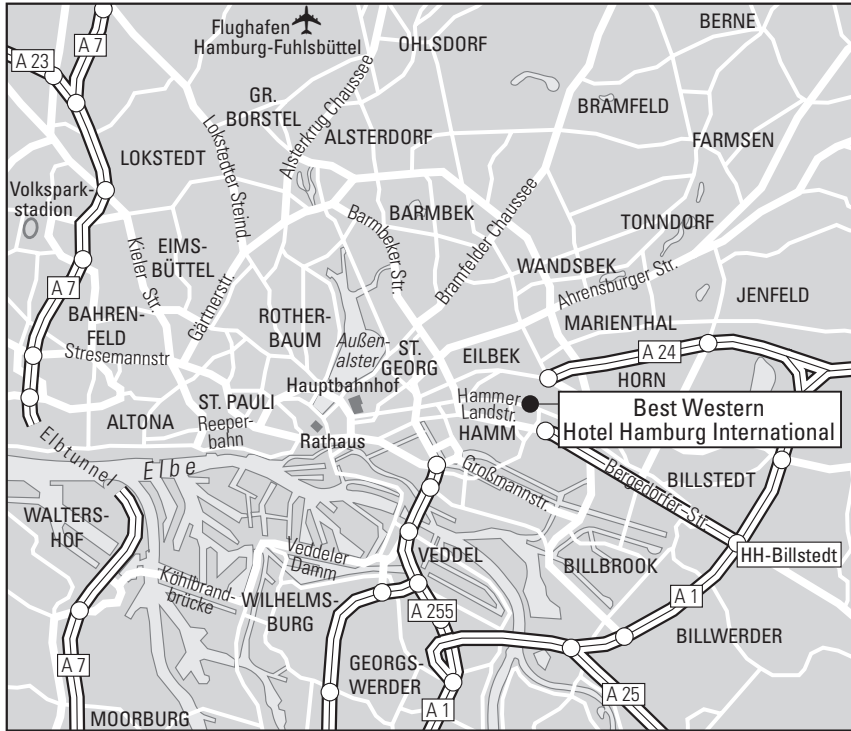 Flughafen
Hamburg-Fuhlsbüttel
OHLSDORF
BERNE
A 7
A 23
GR.
BORSTEL
Alsterkrug Chaussee
ALSTERDORF
BRAMFELD
FARMSEN
LOKSTEDT
Lokstedter Steind.
Volkspark-
stadion
BARMBEK
Barmbeker Str.
Bramfelder Chaussee
TONNDORF
EIMS-
BÜTTEL
Kieler Str.
Gärtnerstr.
WANDSBEK
Ahrensburger Str.
JENFELD
A 7
BAHREN-
FELD
Stresemannstr
ROTHER-
BAUM
Außen-
alster
ST.
GEORG
MARIENTHAL
EILBEK
A 24
HORN
Hauptbahnhof
ALTONA
ST. PAULI
Reeper-
bahn
Rathaus
Hammer
Landstr.
HAMM
Best Western
Hotel Hamburg International
Elbtunnel
Elbe
Großmannstr.
Bergedorfer Str.
BILLSTEDT
WALTERS-
HOF
Veddeler
Damm
VEDDEL
BILLBROOK
HH-Billstedt
Köhlbrand-
brücke
WILHELMS-
BURG
A 255
A 1
BILLWERDER
A 7
GEORGS-
WERDER
A 1
A 25
MOORBURG